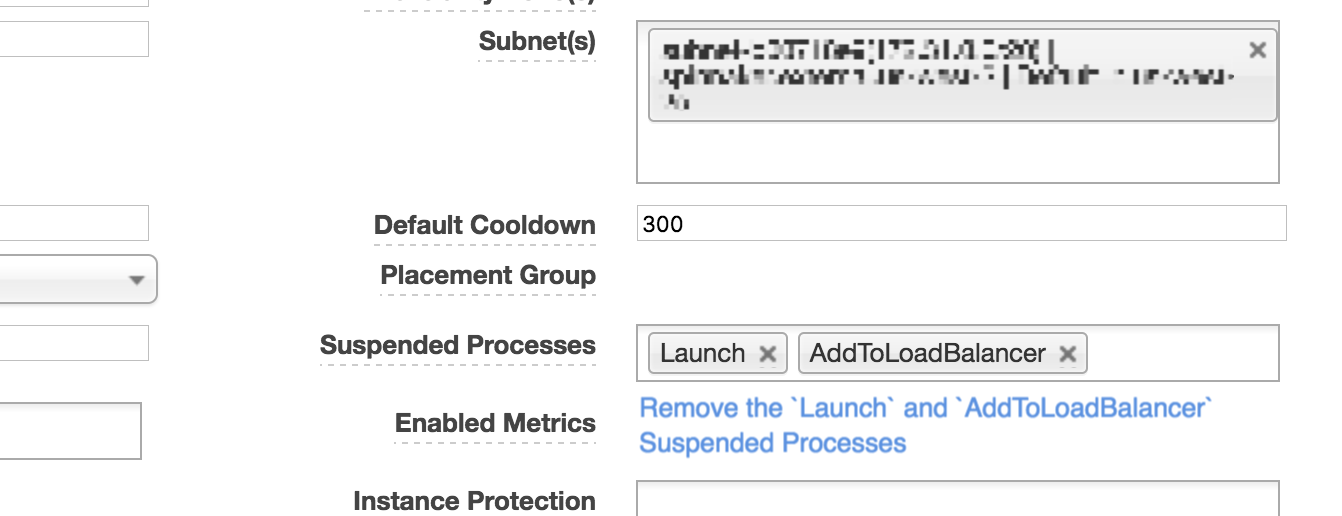 Subnet(s)
Default Cooldown
300
Placement Group
Suspended Processes
Launch × AddToLoadBalancer ×
Enabled Metrics
Remove the `Launch` and `AddToLoadBalancer`
Suspended Processes
Instance Protection